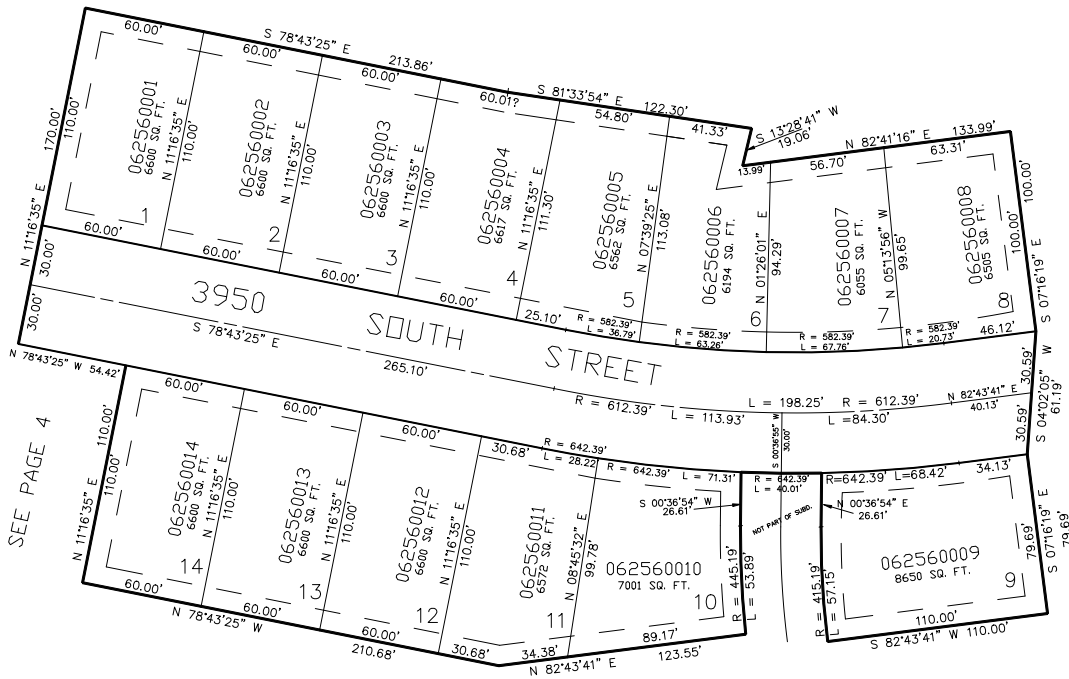 60.00'
S 78°43'25" E
213.86'
60.00'
60.00'
60.00'
60.01?
S 81°33'54" E
122.30'
54.80'
41.33'
S 13°28'41" W
19.06'
N 82°41'16" E 133.99'
13.99'
56.70'
63.31'
170.00'
110.00'
N 11°16'35" E
062560001
6600 SQ. FT.
1
N 11°16'35" E
110.00'
062560002
6600 SQ. FT.
2
N 11°16'35" E
110.00'
062560003
6600 SQ. FT.
3
N 11°16'35" E
110.00'
062560004
6617 SQ. FT.
4
N 11°16'35" E
111.30'
062560005
6562 SQ. FT.
5
N 07°39'25" E
113.08'
062560006
6194 SQ. FT.
6
N 01°26'01" E
94.29'
062560007
6055 SQ. FT.
7
N 05°13'56" W
99.65'
062560008
6505 SQ. FT.
8
100.00'
100.00'
S 07°16'19" E
60.00'
60.00'
60.00'
60.00'
25.10'
R = 582.39'
L = 36.79'
R = 582.39'
L = 63.26'
R = 582.39'
L = 67.76'
R = 582.39'
L = 20.73'
46.12'
30.00'
30.00'
3950 SOUTH STREET
S 78°43'25" E
265.10'
R = 612.39'
L = 113.93'
L = 198.25' R = 612.39'
L =84.30'
N 82°43'41" E
40.13'
30.59'
30.59'
S 04°02'05" W
61.19'
S 00°36'55" W
30.00'
N 78°43'25" W 54.42'
SEE PAGE 4
60.00'
60.00'
60.00'
30.68'
R = 642.39'
L = 28.22'
R = 642.39'
L = 71.31'
R = 642.39'
L = 40.01'
R=642.39'
L=68.42'
34.13'
110.00'
110.00'
N 11°16'35" E
062560014
6600 SQ. FT.
14
N 11°16'35" E
110.00'
062560013
6600 SQ. FT.
13
N 11°16'35" E
110.00'
062560012
6600 SQ. FT.
12
N 11°16'35" E
110.00'
062560011
6572 SQ. FT.
11
N 08°45'32" E
99.78'
062560010
7001 SQ. FT.
10
S 00°36'54" W
26.61'
R = 445.19'
L = 53.89'
NOT PART OF SUBD.
N 00°36'54" E
26.61'
R = 415.19'
L = 57.15'
062560009
8650 SQ. FT.
9
79.69'
S 07°16'19" E
79.69'
60.00'
60.00'
60.00'
30.68'
34.38'
89.17'
110.00'
N 78°43'25" W
210.68'
N 82°43'41" E
123.55'
S 82°43'41" W 110.00'